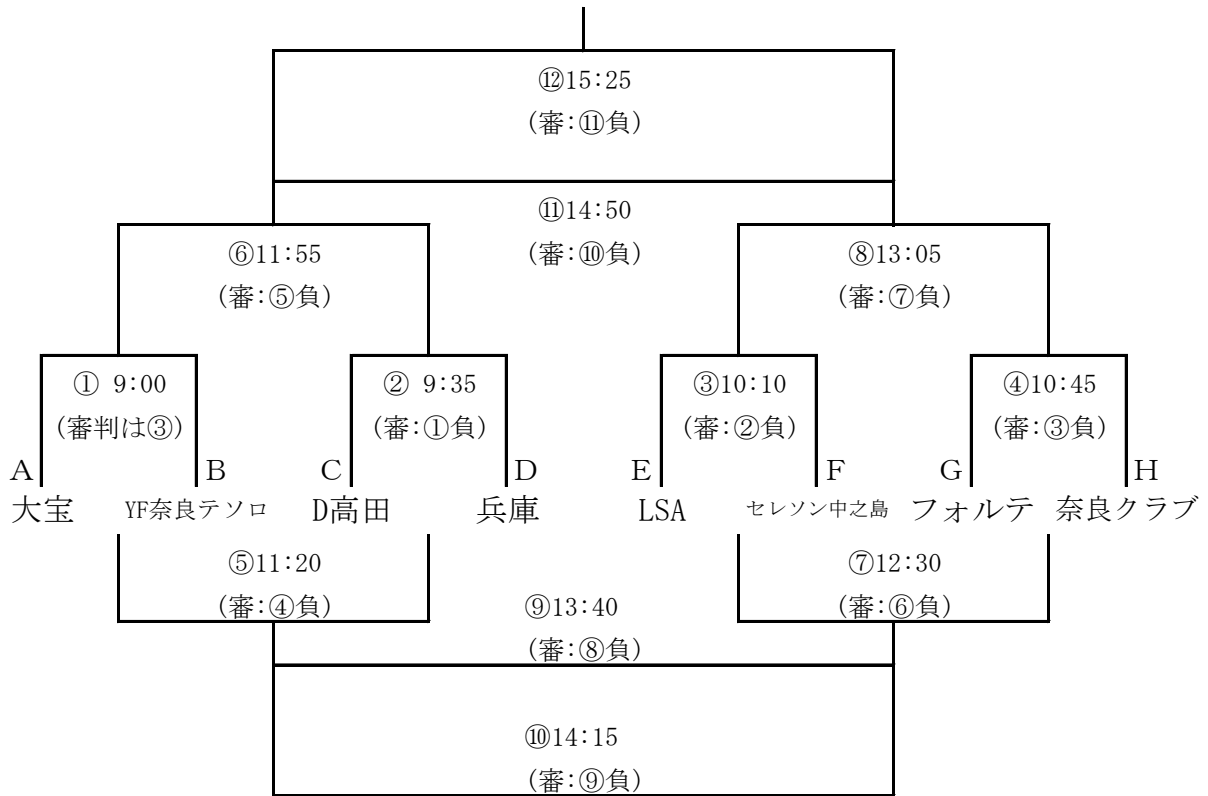 ⑫15:25
(審:⑪負)
⑪14:50
(審:⑩負)
⑥11:55
(審:⑤負)
⑧13:05
(審:⑦負)
① 9:00
(審判は③)
② 9:35
(審:①負)
③10:10
(審:②負)
④10:45
(審:③負)
A B C D E F G H
大宝 YF奈良テソロ D高田 兵庫 LSA セレソン中之島 フォルテ 奈良クラブ
⑤11:20
(審:④負)
⑦12:30
(審:⑥負)
⑨13:40
(審:⑧負)
⑩14:15
(審:⑨負)